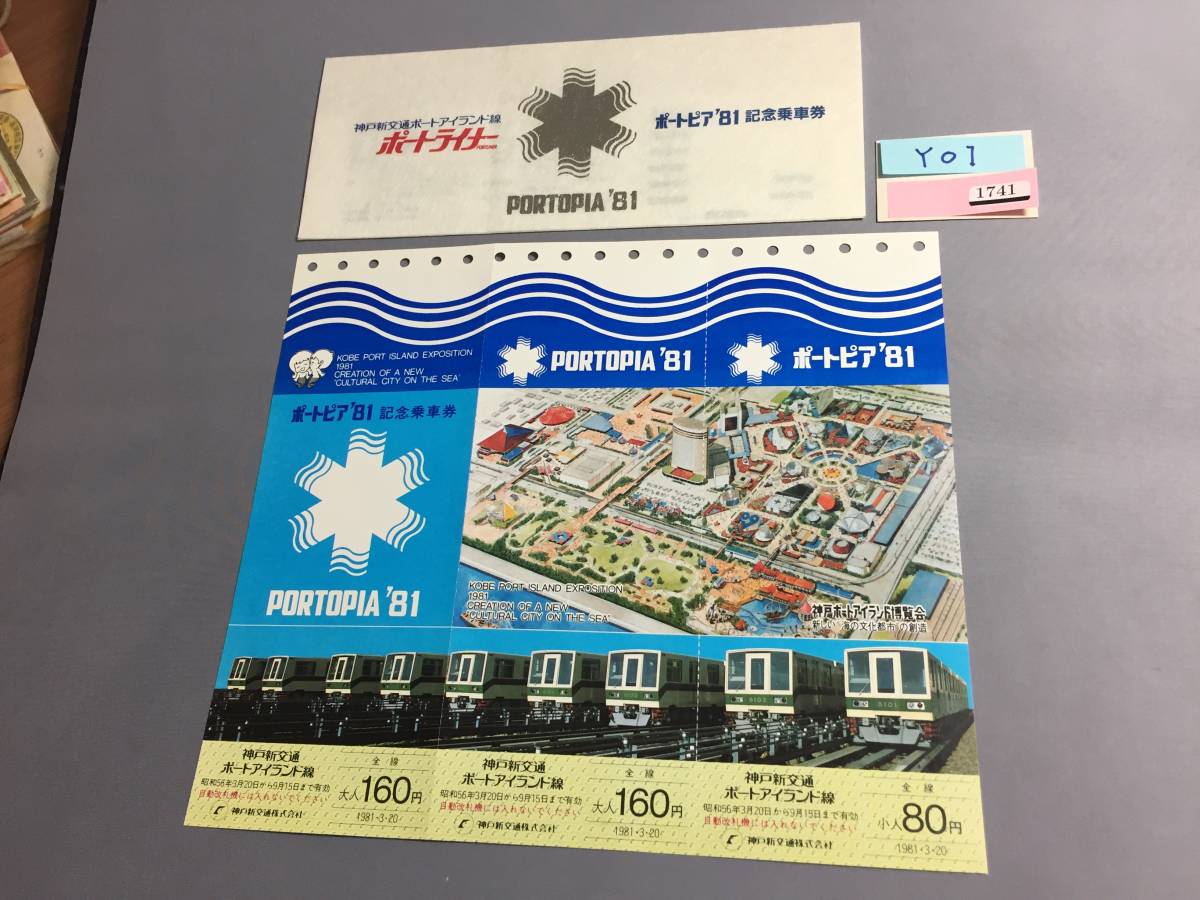 神戸新交通ポートアイランド線
ポートライナー
ポートピア'81 記念乗車券
PORTOPIA '81
YOI
1741
KOBE PORT ISLAND EXPOSITION
1981
CREATION OF A NEW
"CULTURAL CITY ON THE SEA"
PORTOPIA '81
ポートピア'81
ポートピア'81 記念乗車券
PORTOPIA '81
KOBE PORT ISLAND EXPOSITION
1981
CREATION OF A NEW
"CULTURAL CITY ON THE SEA"
神戸ポートアイランド博覧会
新しい"海の文化都市"の創造
神戸新交通
ポートアイランド線
全線
大人160円
昭和56年3月20日から9月15日まで有効
自動改札機には入れないでください
神戸新交通株式会社
1981・3・20
神戸新交通
ポートアイランド線
全線
大人160円
昭和56年3月20日から9月15日まで有効
自動改札機には入れないでください
神戸新交通株式会社
1981・3・20
神戸新交通
ポートアイランド線
全線
小人80円
昭和56年3月20日から9月15日まで有効
自動改札機には入れないでください
神戸新交通株式会社
1981・3・20